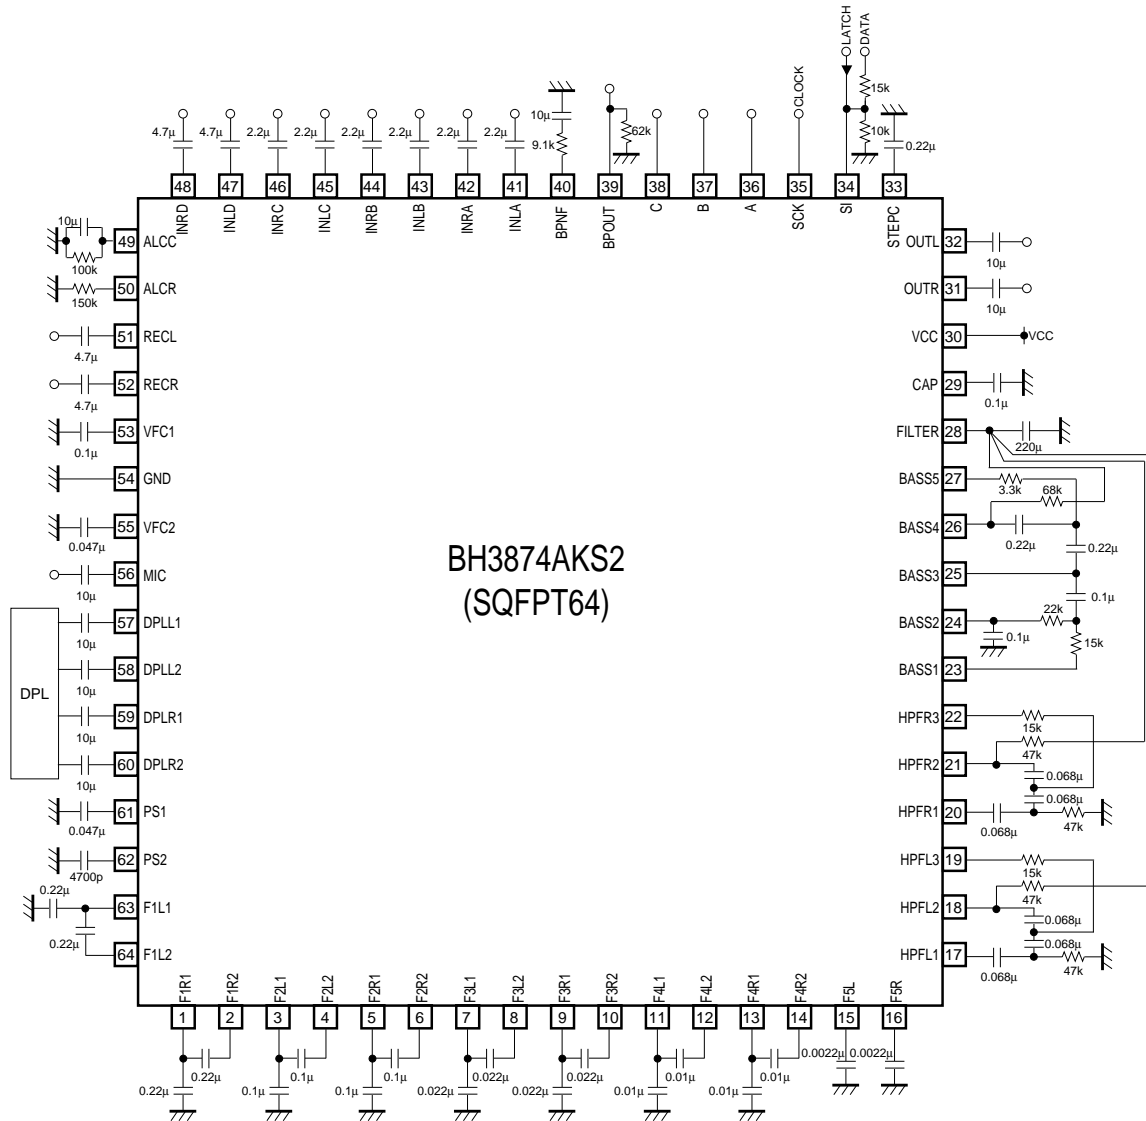 LATCH
DATA
CLOCK
15k
10k
0.22µ
4.7µ
4.7µ
2.2µ
2.2µ
2.2µ
2.2µ
2.2µ
2.2µ
10µ
9.1k
62k
48 47 46 45 44 43 42 41 40 39 38 37 36 35 34 33
INRD
INLD
INRC
INLC
INRB
INLB
INRA
INLA
BPNF
BPOUT
C
B
A
SCK
SI
STEPC
10µ
100k
49 ALCC
150k
50 ALCR
4.7µ
51 RECL
4.7µ
52 RECR
0.1µ
53 VFC1
54 GND
0.047µ
55 VFC2
10µ
56 MIC
DPL
10µ
57 DPLL1
10µ
58 DPLL2
10µ
59 DPLR1
10µ
60 DPLR2
0.047µ
61 PS1
4700p
62 PS2
0.22µ
63 F1L1
0.22µ
64 F1L2
BH3874AKS2
(SQFPT64)
OUTL 32
10µ
OUTR 31
10µ
VCC 30
VCC
CAP 29
0.1µ
FILTER 28
220µ
BASS5 27
3.3k
68k
BASS4 26
0.22µ
0.22µ
BASS3 25
0.1µ
22k
BASS2 24
0.1µ
15k
BASS1 23
HPFR3 22
15k
47k
HPFR2 21
0.068µ
0.068µ
HPFR1 20
0.068µ
47k
HPFL3 19
15k
47k
HPFL2 18
0.068µ
0.068µ
HPFL1 17
0.068µ
47k
F1R1
F1R2
F2L1
F2L2
F2R1
F2R2
F3L1
F3L2
F3R1
F3R2
F4L1
F4L2
F4R1
F4R2
F5L
F5R
1 2 3 4 5 6 7 8 9 10 11 12 13 14 15 16
0.22µ
0.1µ
0.1µ
0.022µ
0.022µ
0.01µ
0.01µ
0.0022µ
0.0022µ
0.22µ
0.1µ
0.1µ
0.022µ
0.022µ
0.01µ
0.01µ